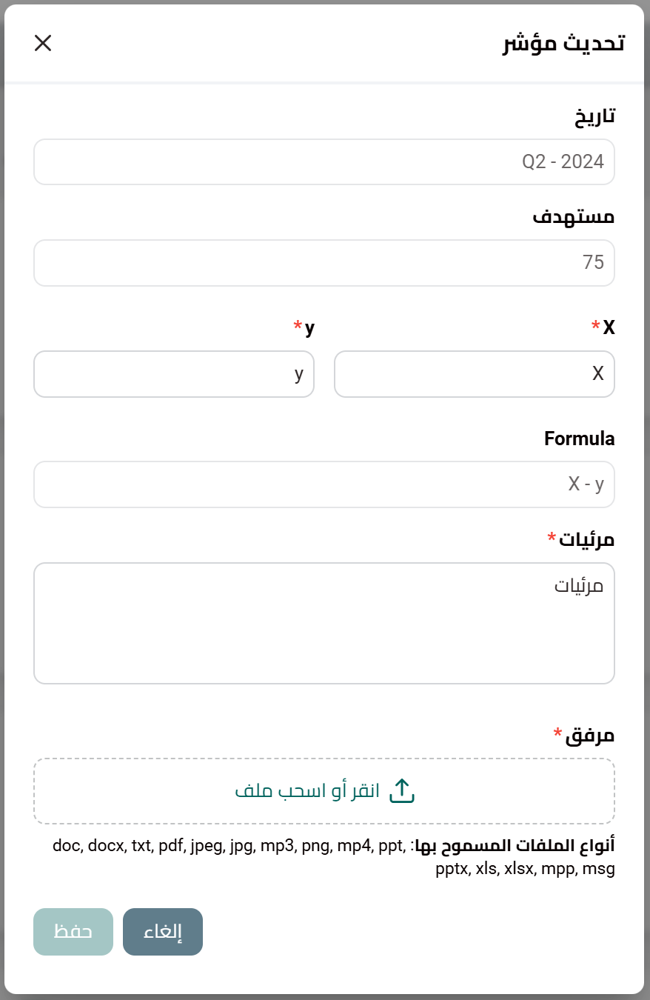 تحديث مؤشر
تاريخ
Q2 - 2024
مستهدف
75
X *
y *
X
y
Formula
X - y
مرئيات *
مرئيات
مرفق *
انقر أو اسحب ملف
أنواع الملفات المسموح بها: doc, docx, txt, pdf, jpeg, jpg, mp3, png, mp4, ppt,
pptx, xls, xlsx, mpp, msg
إلغاء
حفظ